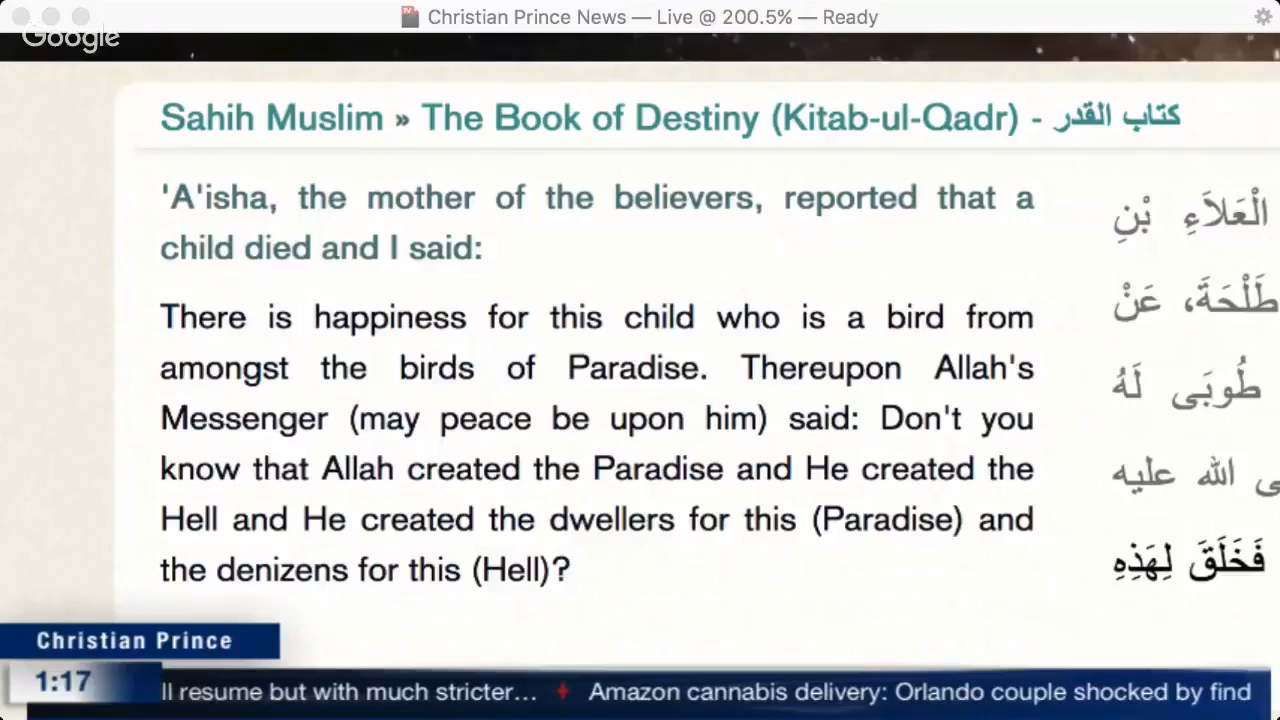 Christian Prince News — Live @ 200.5% — Ready
Google
Sahih Muslim » The Book of Destiny (Kitab-ul-Qadr) - كتاب القدر
'A'isha, the mother of the believers, reported that a
child died and I said:
There is happiness for this child who is a bird from
amongst the birds of Paradise. Thereupon Allah's
Messenger (may peace be upon him) said: Don't you
know that Allah created the Paradise and He created the
Hell and He created the dwellers for this (Paradise) and
the denizens for this (Hell)?
الْعَلاَءِ بْنِ
طَلْحَةَ، عَنْ
طُوبَى لَهُ
ى الله عليه
فَخَلَقَ لِهَذِهِ
Christian Prince
1:17
ll resume but with much stricter... Amazon cannabis delivery: Orlando couple shocked by find